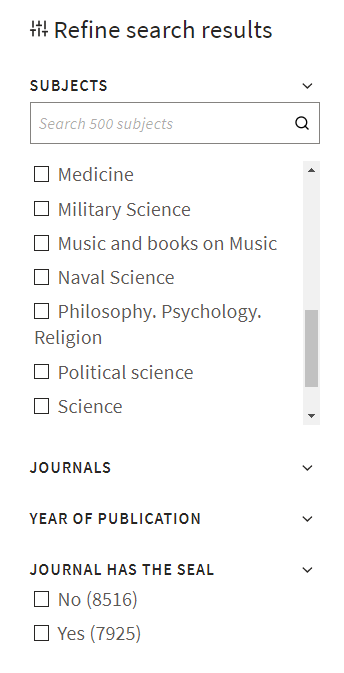 Refine search results
SUBJECTS
Search 500 subjects
Medicine
Military Science
Music and books on Music
Naval Science
Philosophy. Psychology.
Religion
Political science
Science
JOURNALS
YEAR OF PUBLICATION
JOURNAL HAS THE SEAL
No (8516)
Yes (7925)